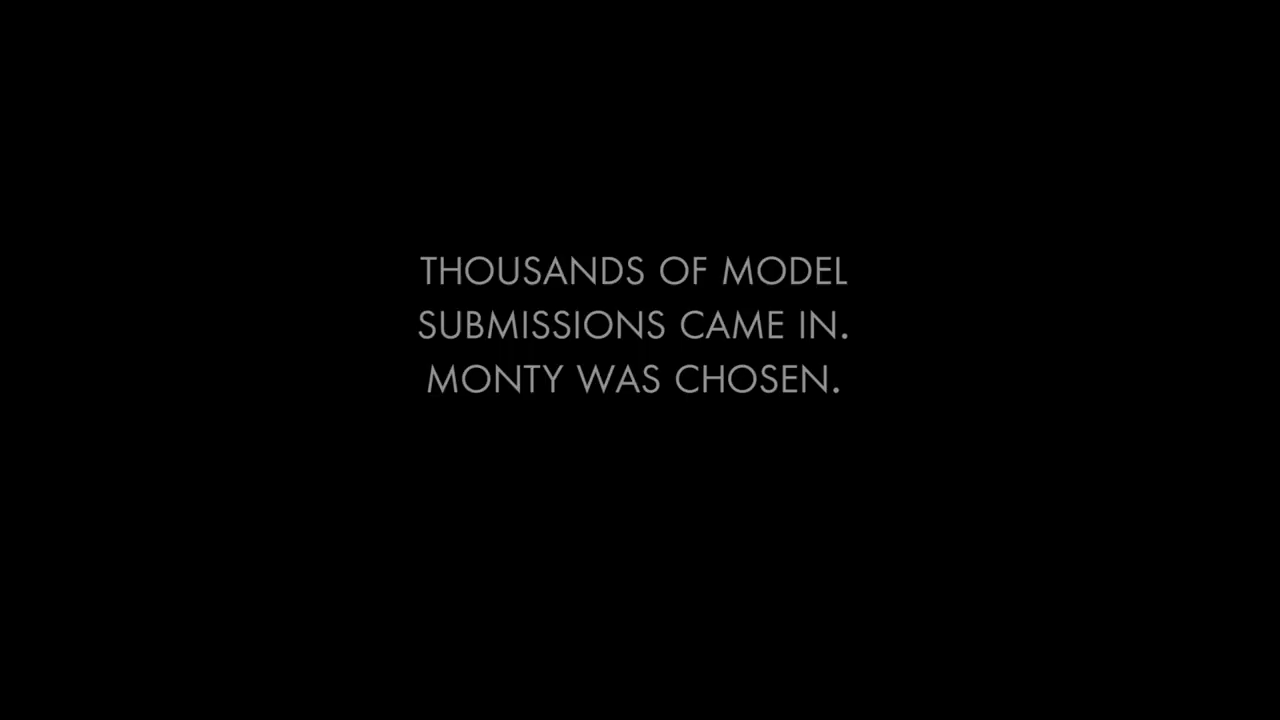 THOUSANDS OF MODEL
SUBMISSIONS CAME IN.
MONTY WAS CHOSEN.